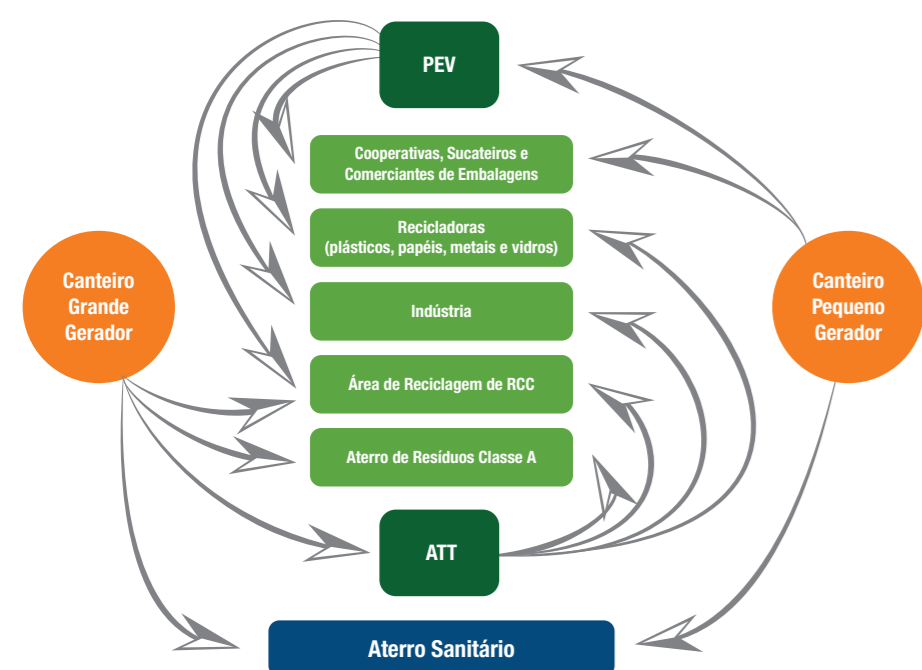 PEV
Cooperativas, Sucateiros e
Comerciantes de Embalagens
Recicladoras
(plásticos, papéis, metais e vidros)
Canteiro
Grande
Gerador
Canteiro
Pequeno
Gerador
Indústria
Área de Reciclagem de RCC
Aterro de Resíduos Classe A
ATT
Aterro Sanitário